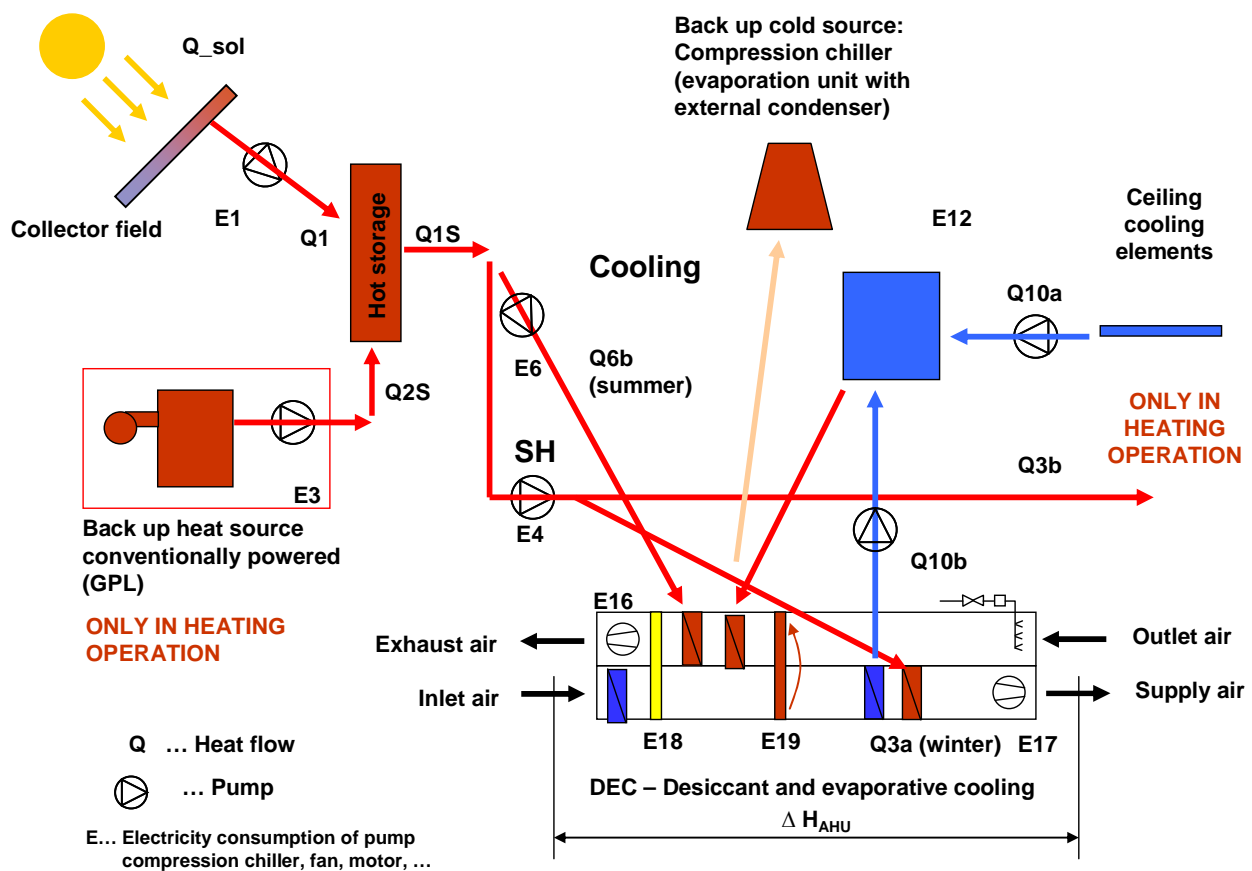 Q_sol
Back up cold source:
Compression chiller
(evaporation unit with
external condenser)
Collector field
E1
Q1
Hot storage
Q1S
Cooling
E12
Ceiling
cooling
elements
Q10a
E6
Q6b
(summer)
Q2S
E3
SH
E4
ONLY IN
HEATING
OPERATION
Q3b
Back up heat source
conventionally powered
(GPL)
Q10b
ONLY IN HEATING
OPERATION
E16
Exhaust air
Outlet air
Inlet air
Supply air
E18
E19
Q3a (winter)
E17
Q … Heat flow
… Pump
E… Electricity consumption of pump
compression chiller, fan, motor, …
DEC – Desiccant and evaporative cooling
Δ HAHU